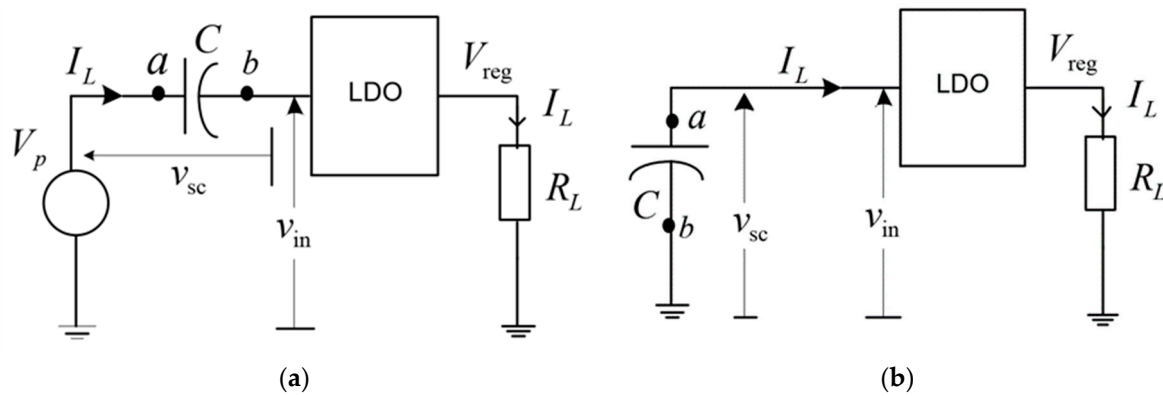 I_L a C b LDO V_reg I_L
V_p v_sc v_in R_L
(a)
I_L LDO V_reg I_L
a C b v_sc v_in R_L
(b)